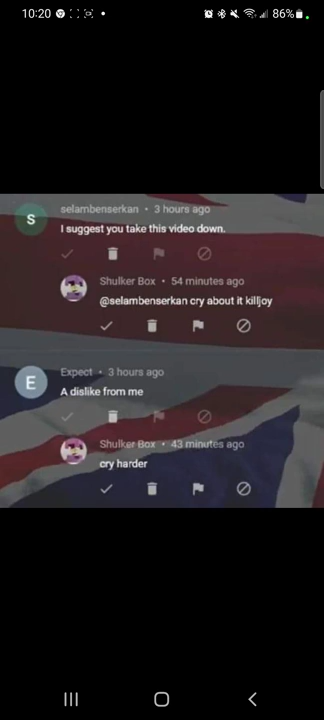 10:20
86%
S
selambenserkan • 3 hours ago
I suggest you take this video down.
Shulker Box • 54 minutes ago
@selambenserkan cry about it killjoy
E
Expect • 3 hours ago
A dislike from me
Shulker Box • 43 minutes ago
cry harder